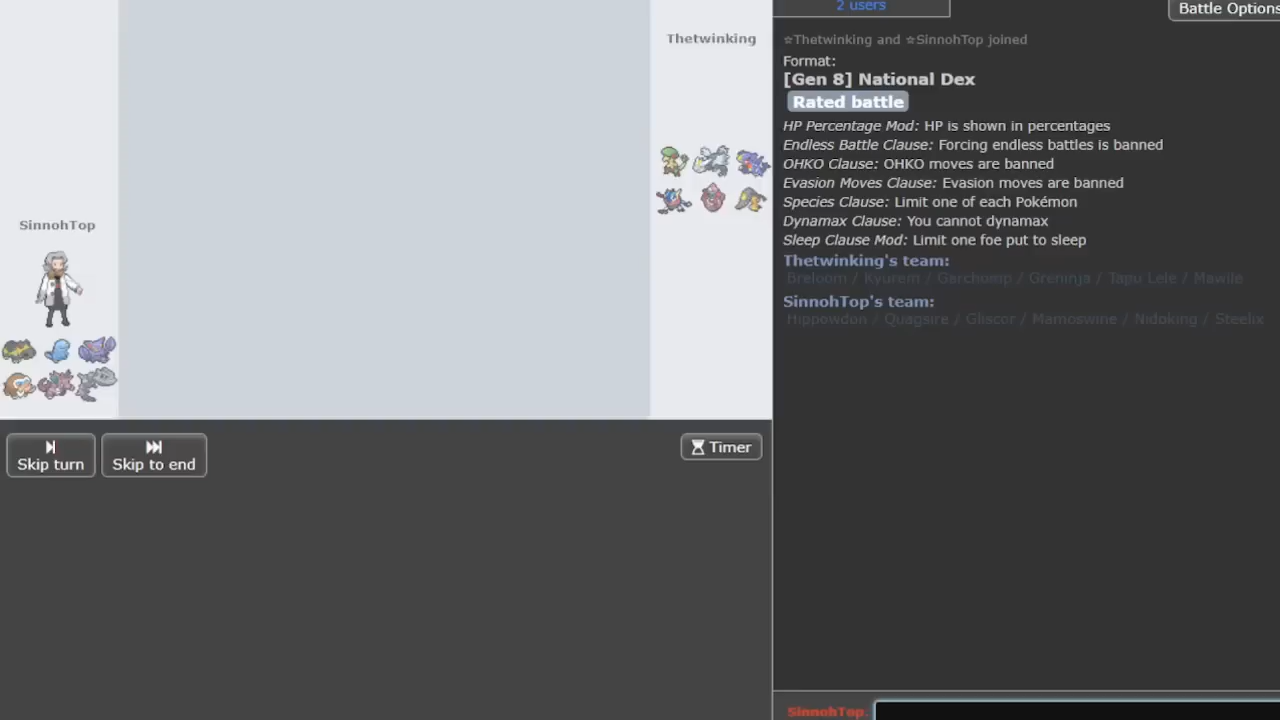 2 users
Battle Options
Thetwinking
☆Thetwinking and ☆SinnohTop joined
Format:
[Gen 8] National Dex
Rated battle
HP Percentage Mod: HP is shown in percentages
Endless Battle Clause: Forcing endless battles is banned
OHKO Clause: OHKO moves are banned
Evasion Moves Clause: Evasion moves are banned
Species Clause: Limit one of each Pokémon
Dynamax Clause: You cannot dynamax
Sleep Clause Mod: Limit one foe put to sleep
Thetwinking's team:
Breloom / Kyurem / Garchomp / Greninja / Tapu Lele / Mawile
SinnohTop's team:
Hippowdon / Quagsire / Gliscor / Mamoswine / Nidoking / Steelix
SinnohTop
Skip turn
Skip to end
Timer
SinnohTop: